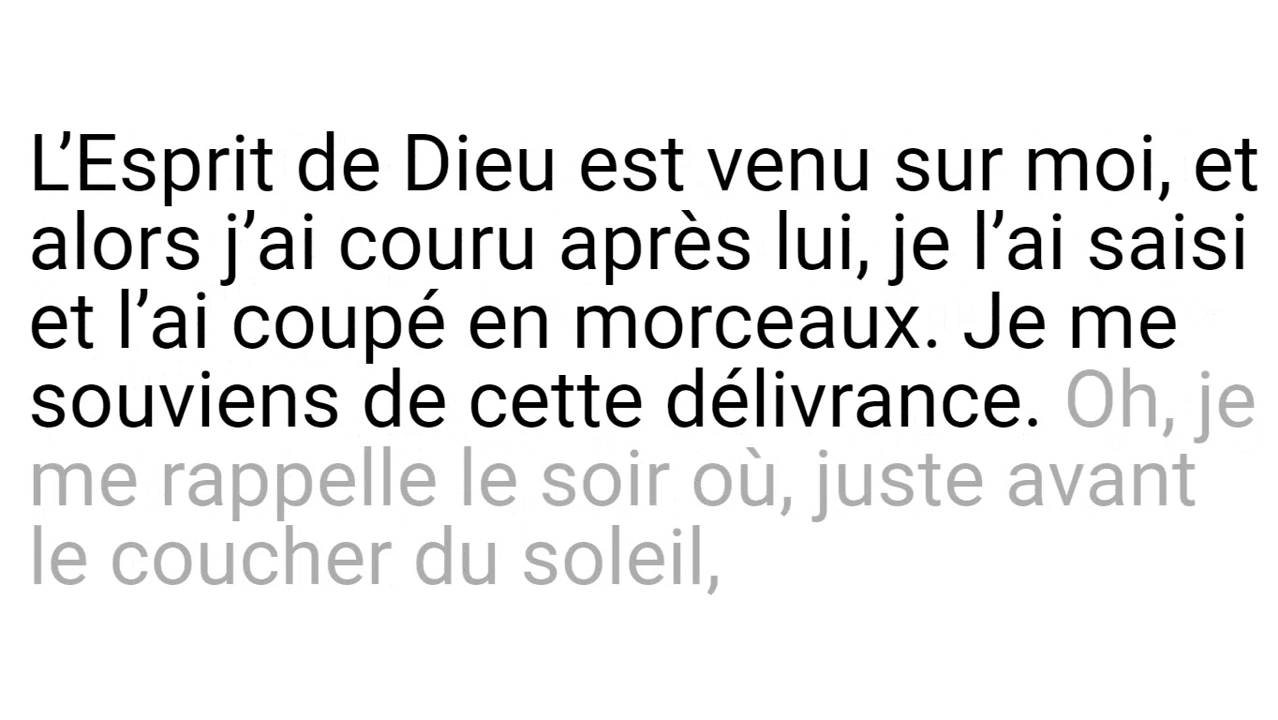 L’Esprit de Dieu est venu sur moi, et
alors j’ai couru après lui, je l’ai saisi
et l’ai coupé en morceaux. Je me
souviens de cette délivrance. Oh, je
me rappelle le soir où, juste avant
le coucher du soleil,